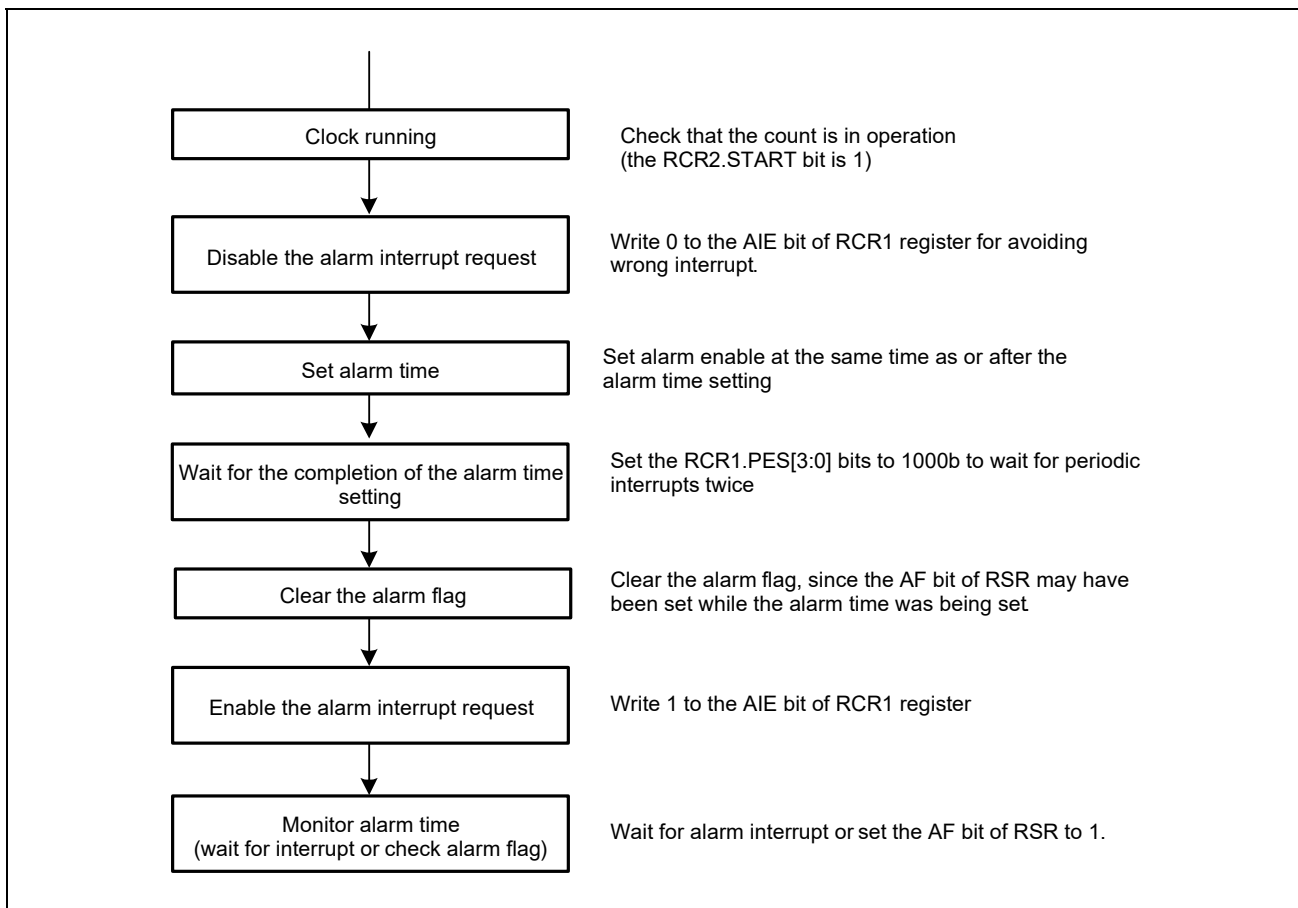 Clock running
Check that the count is in operation
(the RCR2.START bit is 1)
Disable the alarm interrupt request
Write 0 to the AIE bit of RCR1 register for avoiding
wrong interrupt.
Set alarm time
Set alarm enable at the same time as or after the
alarm time setting
Wait for the completion of the alarm time
setting
Set the RCR1.PES[3:0] bits to 1000b to wait for periodic
interrupts twice
Clear the alarm flag
Clear the alarm flag, since the AF bit of RSR may have
been set while the alarm time was being set.
Enable the alarm interrupt request
Write 1 to the AIE bit of RCR1 register
Monitor alarm time
(wait for interrupt or check alarm flag)
Wait for alarm interrupt or set the AF bit of RSR to 1.